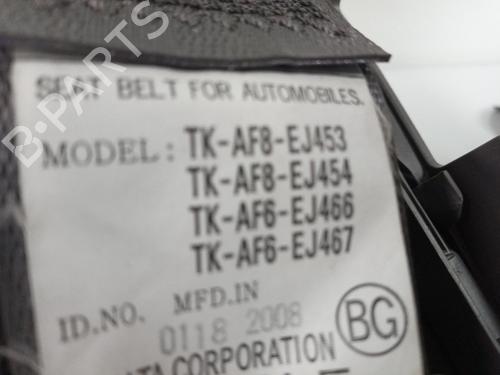 B-PARTS
SEAT BELT FOR AUTOMOBILES.
MODEL: TK-AF8-EJ453
TK-AF8-EJ454
TK-AF6-EJ466
TK-AF6-EJ467
ID.NO. MFD.IN
0118 2008
BG
CORPORATION